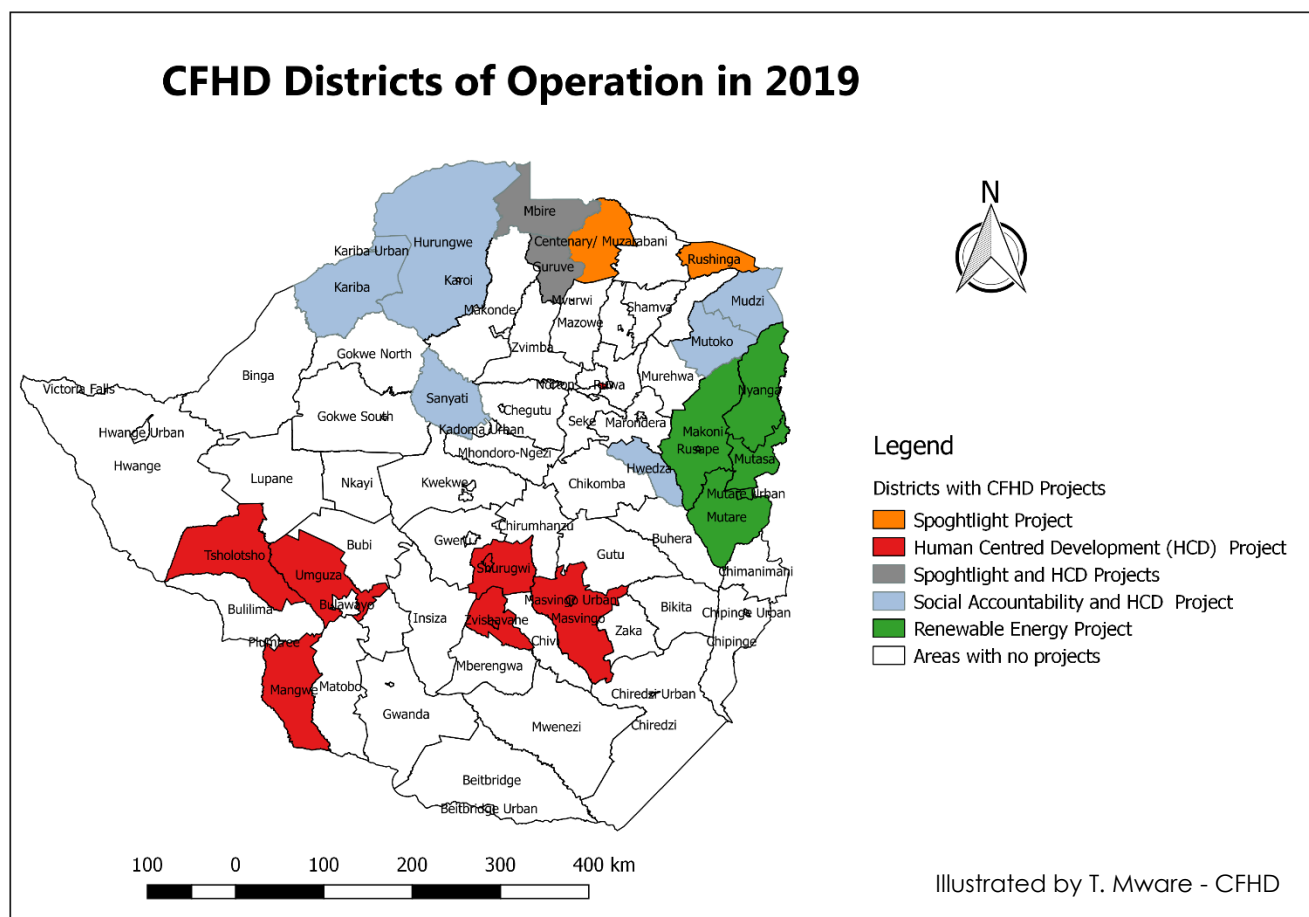 CFHD Districts of Operation in 2019
N
Mbire
Hurungwe
Centenary/ Muzarabani
Kariba Urban
Rushinga
Guruve
Karoi
Kariba
Mudzi
Mvurwi
Shamva
Makonde
Mazowe
Mutoko
Zvimba
Gokwe North
Binga
Murehwa
Norton
Ruwa
Victoria Falls
Nyanga
Sanyati
Chegutu
Gokwe South
Seke
Marondera
Kadoma Urban
Makoni
Hwange Urban
Rusape
Mhondoro-Ngezi
Mutasa
Hwange
Hwedza
Lupane
Nkayi
Kwekwe
Chikomba
Mutare Urban
Mutare
Chirumhanzu
Buhera
Gweru
Bubi
Gutu
Tsholotsho
Chimanimani
Shurugwi
Umguza
Masvingo Urban
Bulawayo
Bulilima
Bikita
Chipinge Urban
Insiza
Zvishavane
Masvingo
Zaka
Plumtree
Chivi
Chipinge
Mberengwa
Mangwe
Matobo
Chiredzi Urban
Gwanda
Mwenezi
Chiredzi
Beitbridge
Beitbridge Urban
Legend
Districts with CFHD Projects
Spoghtlight Project
Human Centred Development (HCD) Project
Spoghtlight and HCD Projects
Social Accountability and HCD Project
Renewable Energy Project
Areas with no projects
100 0 100 200 300 400 km
Illustrated by T. Mware - CFHD